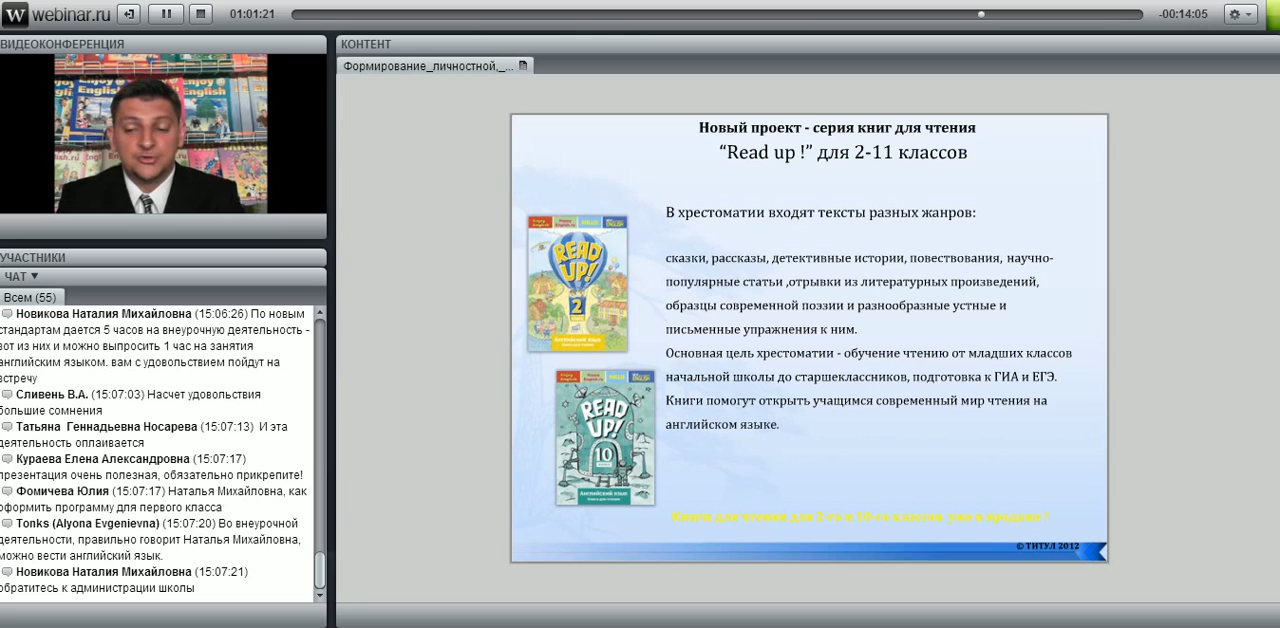 W webinar.ru
01:01:21
-00:14:05
ВИДЕОКОНФЕРЕНЦИЯ
Enjoy English
Enjoy
English
УЧАСТНИКИ
ЧАТ
Всем (55)
Новикова Наталия Михайловна (15:06:26) По новым
стандартам дается 5 часов на внеурочную деятельность -
вот из них и можно выпросить 1 час на занятия
английским языком. вам с удовольствием пойдут на
встречу
Сливень В.А. (15:07:03) Насчет удовольствия
большие сомнения
Татьяна Геннадьевна Носарева (15:07:13) И эта
деятельность оплаивается
Кураева Елена Александровна (15:07:17)
презентация очень полезная, обязательно прикрепите!
Фомичева Юлия (15:07:17) Наталья Михайловна, как
оформить программу для первого класса
Tonks (Alyona Evgenievna) (15:07:20) Во внеурочной
деятельности, правильно говорит Наталья Михайловна,
можно вести английский язык.
Новикова Наталия Михайловна (15:07:21)
обратитесь к администрации школы
КОНТЕНТ
Формирование_личностной,_...
Новый проект - серия книг для чтения
“Read up !” для 2-11 классов
В хрестоматии входят тексты разных жанров:
сказки, рассказы, детективные истории, повествования, научно-
популярные статьи ,отрывки из литературных произведений,
образцы современной поэзии и разнообразные устные и
письменные упражнения к ним.
Основная цель хрестоматии - обучение чтению от младших классов
начальной школы до старшеклассников, подготовка к ГИА и ЕГЭ.
Книги помогут открыть учащимся современный мир чтения на
английском языке.
READ
UP!
2
Английский язык
READ
UP!
10
Английский язык
Книги для чтения для 2-го и 10-го классов уже в продаже !
© ТИТУЛ 2012